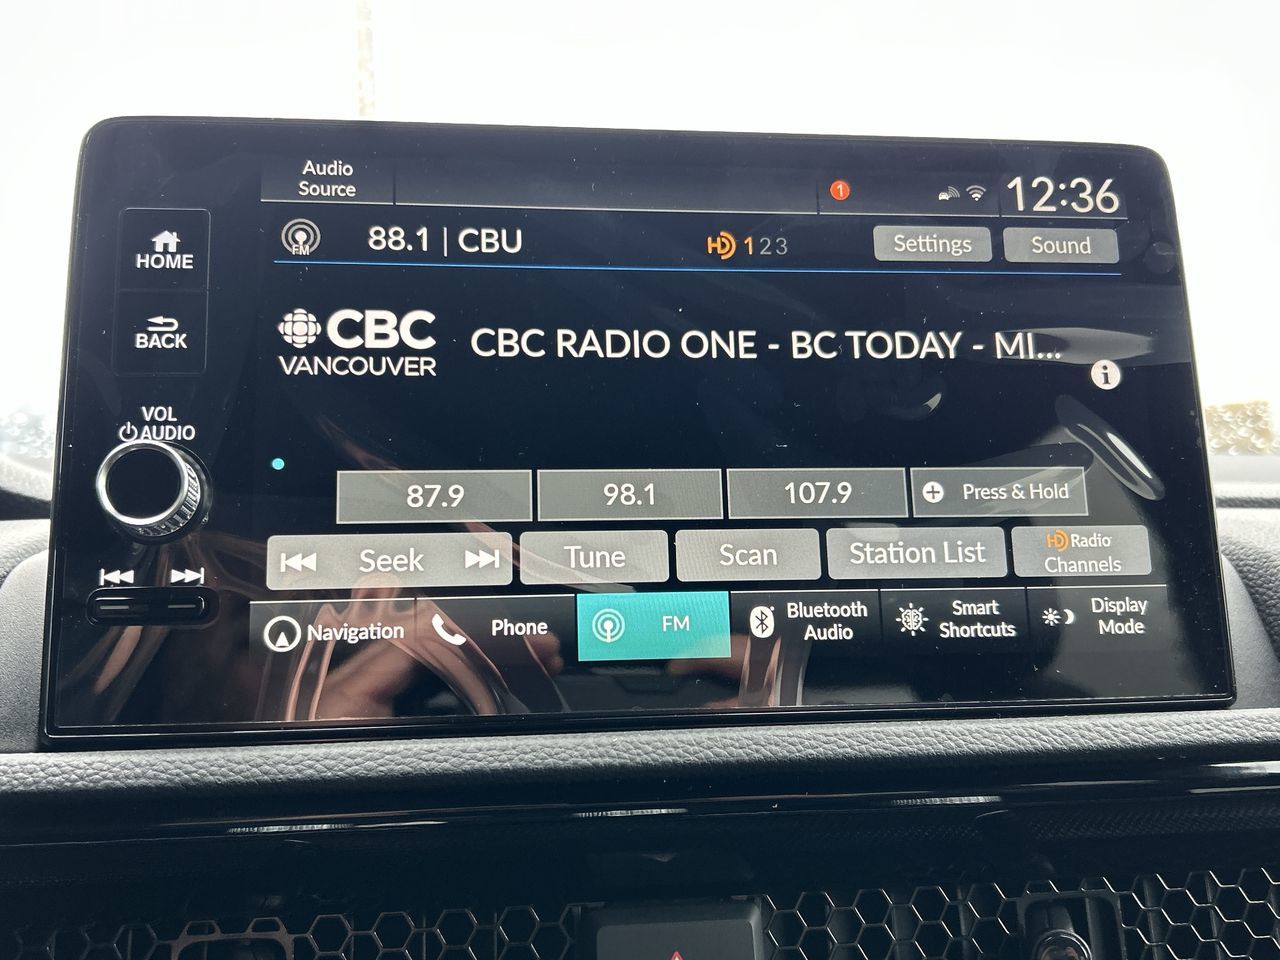 Audio
Source
1
12:36
HOME
FM
88.1 | CBU
HD 1 2 3
Settings
Sound
BACK
CBC
VANCOUVER
CBC RADIO ONE - BC TODAY - MI...
i
VOL
AUDIO
87.9
98.1
107.9
Press & Hold
Seek
Tune
Scan
Station List
HD Radio
Channels
Navigation
Phone
FM
Bluetooth
Audio
Smart
Shortcuts
Display
Mode